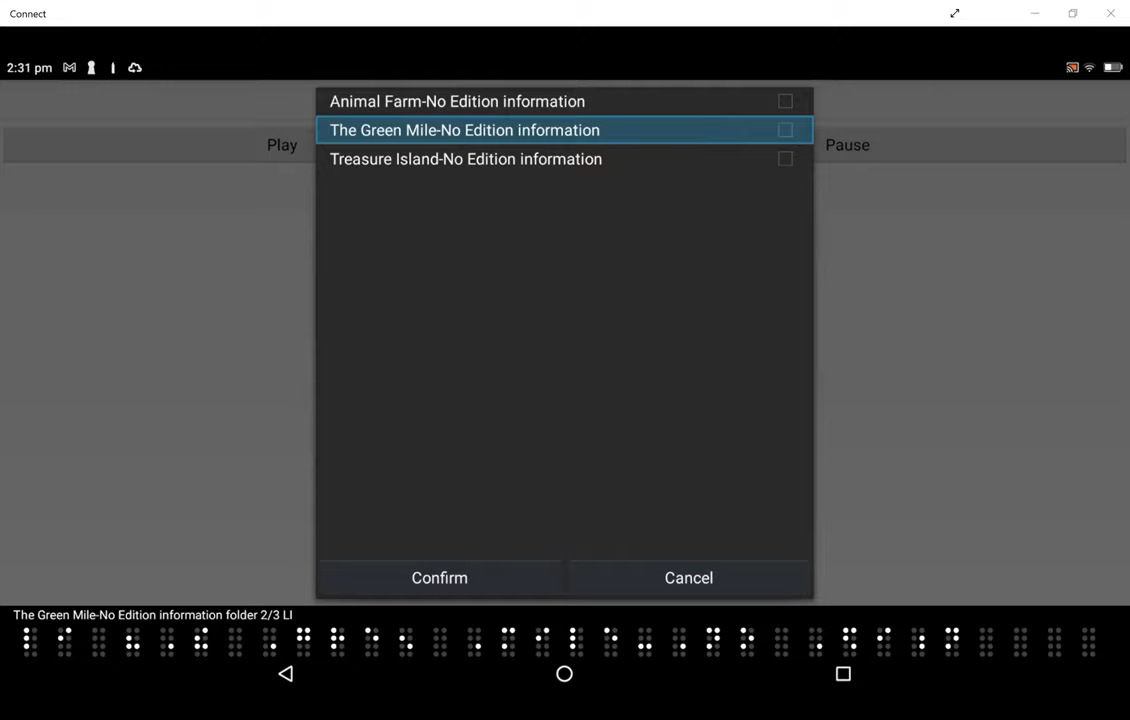 Connect
2:31 pm
Animal Farm-No Edition information
The Green Mile-No Edition information
Treasure Island-No Edition information
Play
Pause
Confirm
Cancel
The Green Mile-No Edition information folder 2/3 LI